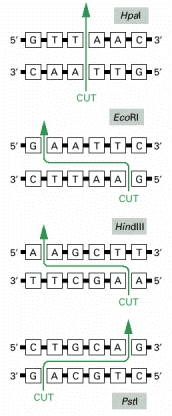 HpaI
5' G T T A A C 3'
3' C A A T T G 5'
CUT
EcoRI
5' G A A T T C 3'
3' C T T A A G 5'
CUT
HindIII
5' A A G C T T 3'
3' T T C G A A 5'
CUT
5' C T G C A G 3'
3' G A C G T C 5'
CUT
PstI